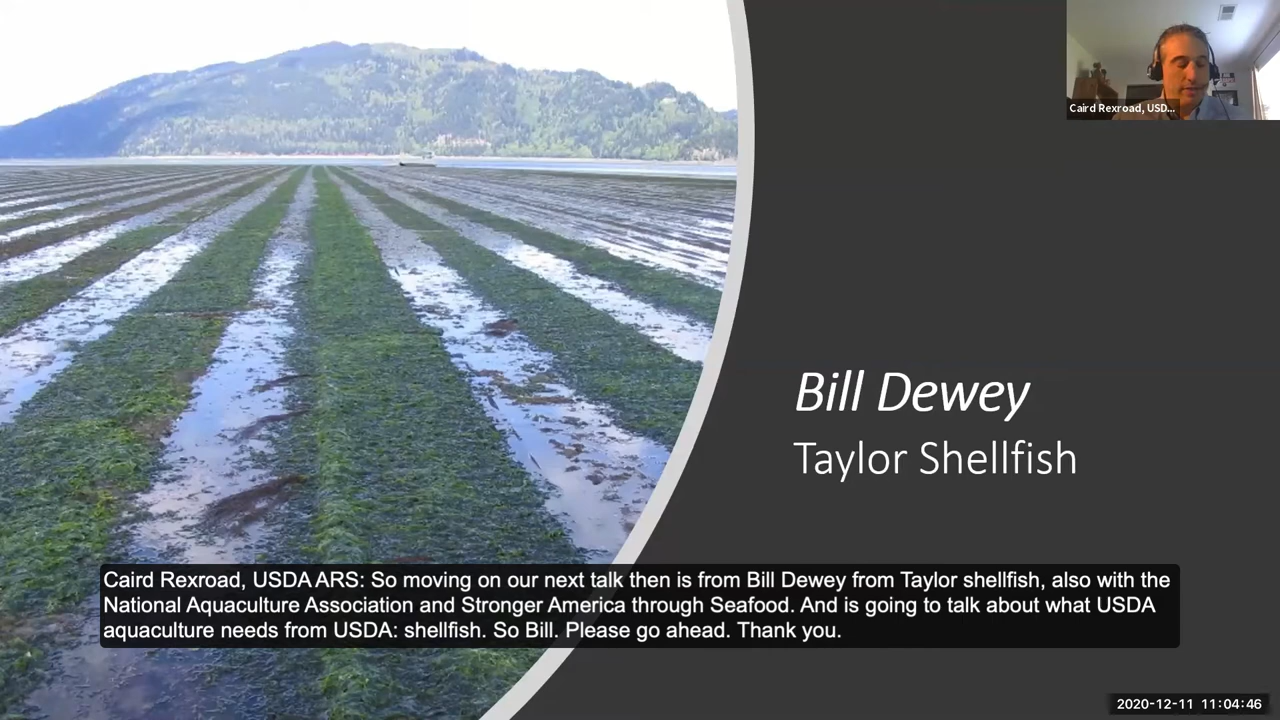 Caird Rexroad, USD...
Bill Dewey
Taylor Shellfish
Caird Rexroad, USDA ARS: So moving on our next talk then is from Bill Dewey from Taylor shellfish, also with the
National Aquaculture Association and Stronger America through Seafood. And is going to talk about what USDA
aquaculture needs from USDA: shellfish. So Bill. Please go ahead. Thank you.
2020-12-11 11:04:46